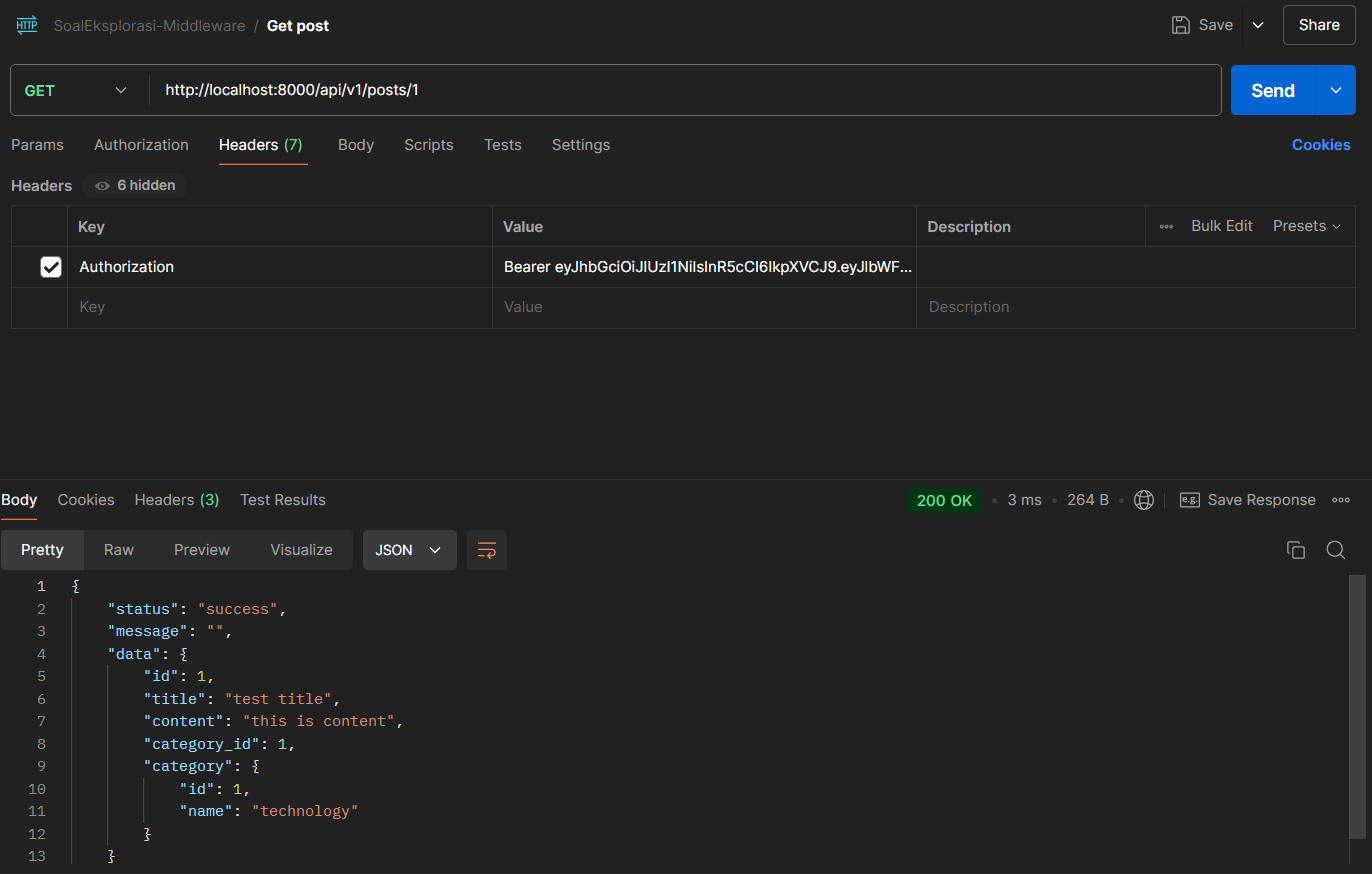 HTTP SoalEksplorasi-Middleware / Get post Save Share
GET http://localhost:8000/api/v1/posts/1 Send
Params Authorization Headers (7) Body Scripts Tests Settings Cookies
Headers 6 hidden
Key Value Description Bulk Edit Presets
Authorization Bearer eyJhbGciOiJIUzI1NiIsInR5cCI6IkpXVCJ9.eyJlbWF...
Key Value Description
Body Cookies Headers (3) Test Results 200 OK 3 ms 264 B e.g. Save Response
Pretty Raw Preview Visualize JSON
1 {
2 "status": "success",
3 "message": "",
4 "data": {
5 "id": 1,
6 "title": "test title",
7 "content": "this is content",
8 "category_id": 1,
9 "category": {
10 "id": 1,
11 "name": "technology"
12 }
13 }